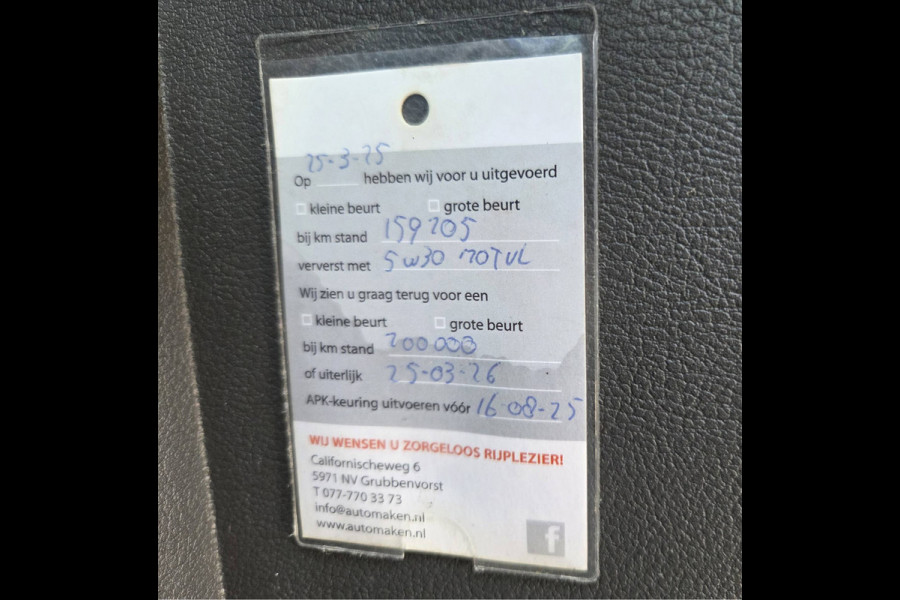 25-3-25
Op hebben wij voor u uitgevoerd
kleine beurt grote beurt
bij km stand 159205
ververst met 5w30 MOTUL
Wij zien u graag terug voor een
kleine beurt grote beurt
bij km stand 200000
of uiterlijk 25-03-26
APK-keuring uitvoeren vóór 16-08-25
WIJ WENSEN U ZORGELOOS RIJPLEZIER!
Californischeweg 6
5971 NV Grubbenvorst
T 077-770 33 73
info@automaken.nl
www.automaken.nl
f